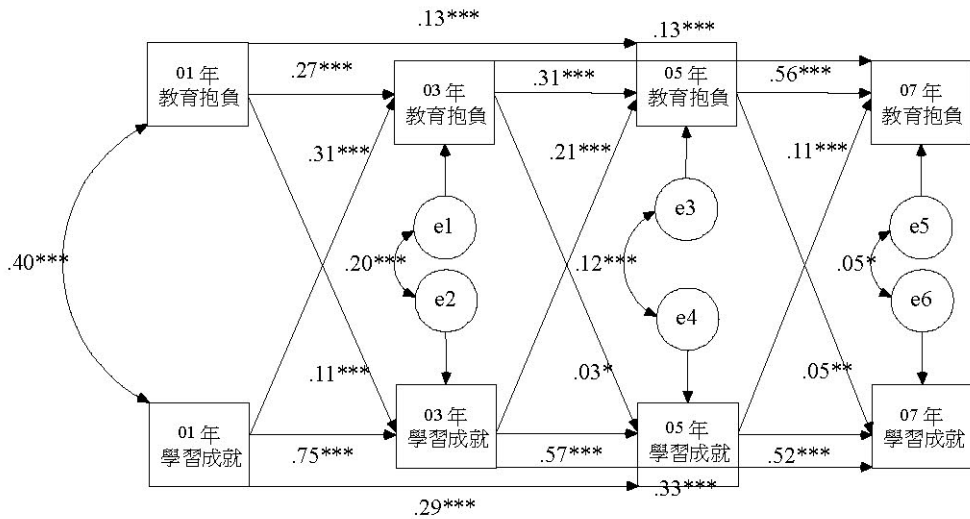 .13***
.13***
01 年
教育抱負
.27***
03 年
教育抱負
.31***
05 年
教育抱負
.56***
07 年
教育抱負
.31***
.21***
.11***
e1
e3
e5
.40***
.20***
.12***
.05*
e2
e4
e6
.11***
.03*
.05**
01 年
學習成就
.75***
03 年
學習成就
.57***
05 年
學習成就
.52***
07 年
學習成就
.29***
.33***